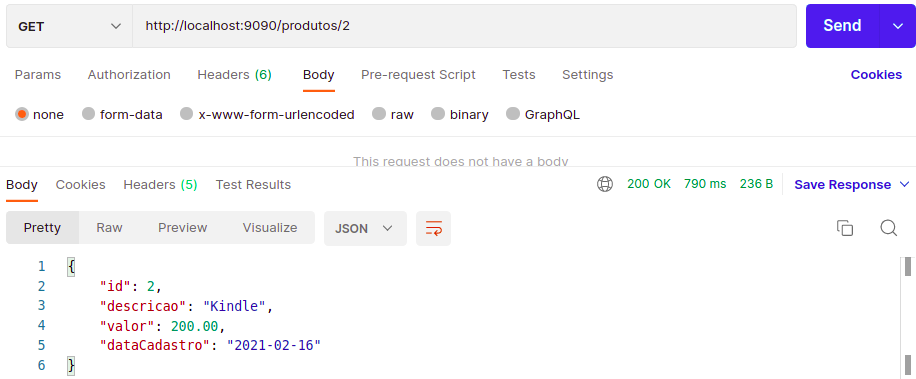 GET http://localhost:9090/produtos/2 Send
Params Authorization Headers (6) Body Pre-request Script Tests Settings Cookies
none form-data x-www-form-urlencoded raw binary GraphQL
This request does not have a body
Body Cookies Headers (5) Test Results 200 OK 790 ms 236 B Save Response
Pretty Raw Preview Visualize JSON
1 {
2 "id": 2,
3 "descricao": "Kindle",
4 "valor": 200.00,
5 "dataCadastro": "2021-02-16"
6 }